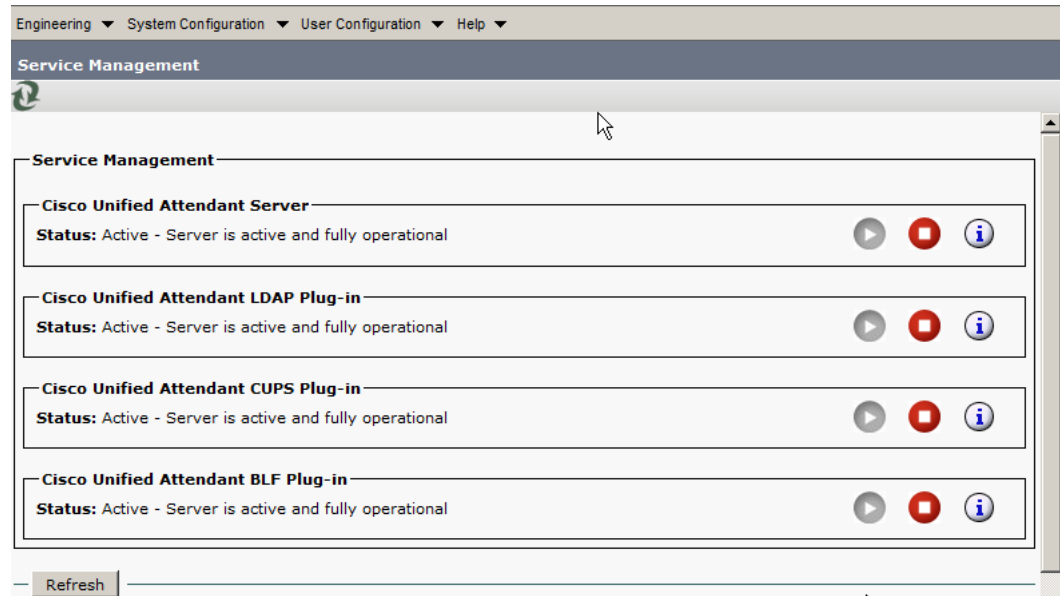 Engineering System Configuration User Configuration Help
Service Management
Service Management
Cisco Unified Attendant Server
Status: Active - Server is active and fully operational
Cisco Unified Attendant LDAP Plug-in
Status: Active - Server is active and fully operational
Cisco Unified Attendant CUPS Plug-in
Status: Active - Server is active and fully operational
Cisco Unified Attendant BLF Plug-in
Status: Active - Server is active and fully operational
Refresh